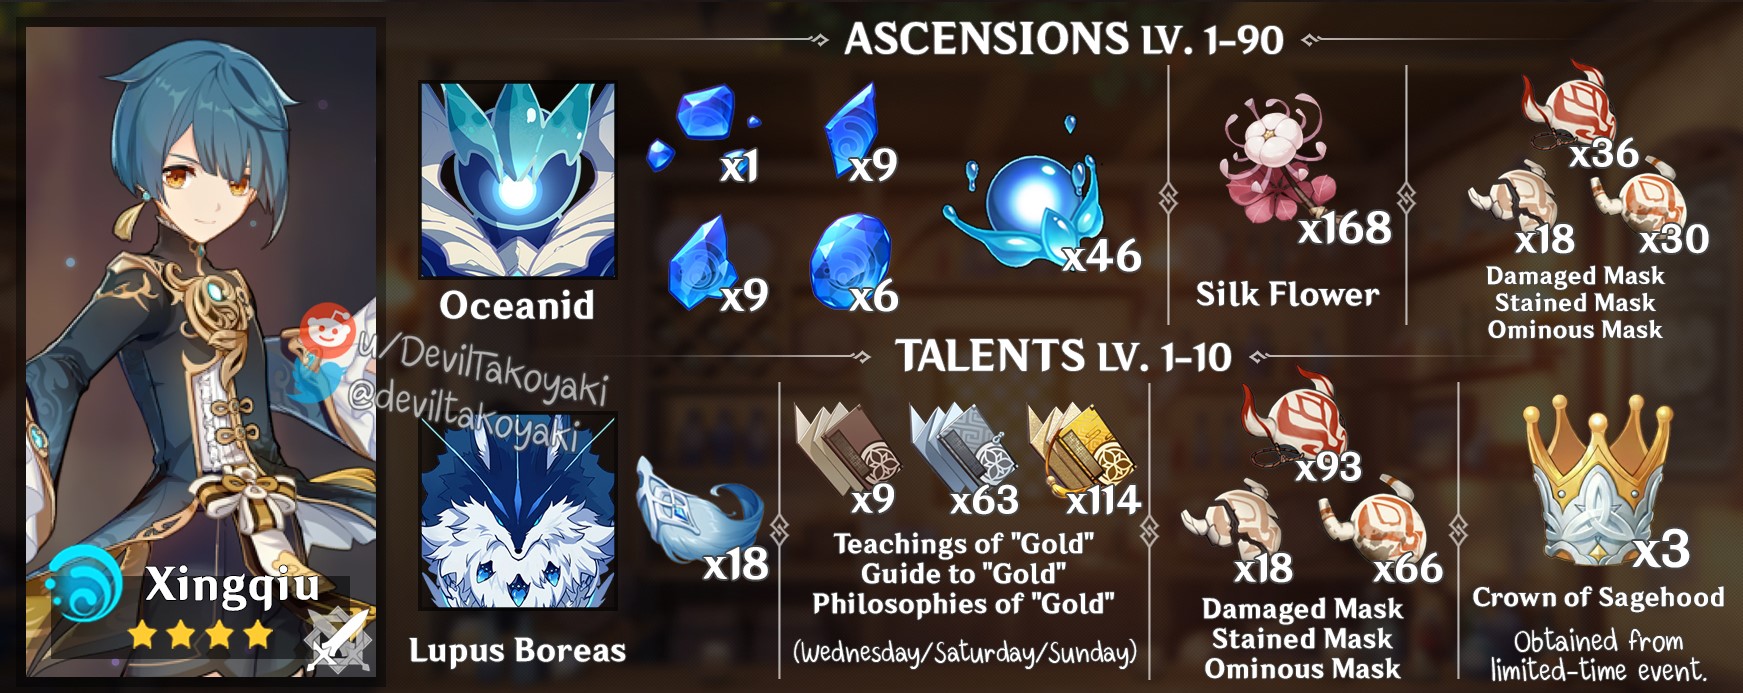 ASCENSIONS LV. 1-90
x1
x9
x9
x6
x46
Oceanid
x168
Silk Flower
x36
x18
x30
Damaged Mask
Stained Mask
Ominous Mask
u/DevilTakoyaki
@deviltakoyaki
TALENTS LV. 1-10
x18
Lupus Boreas
x9
x63
x114
Teachings of "Gold"
Guide to "Gold"
Philosophies of "Gold"
(Wednesday/Saturday/Sunday)
x93
x18
x66
Damaged Mask
Stained Mask
Ominous Mask
x3
Crown of Sagehood
Obtained from
limited-time event.
Xingqiu